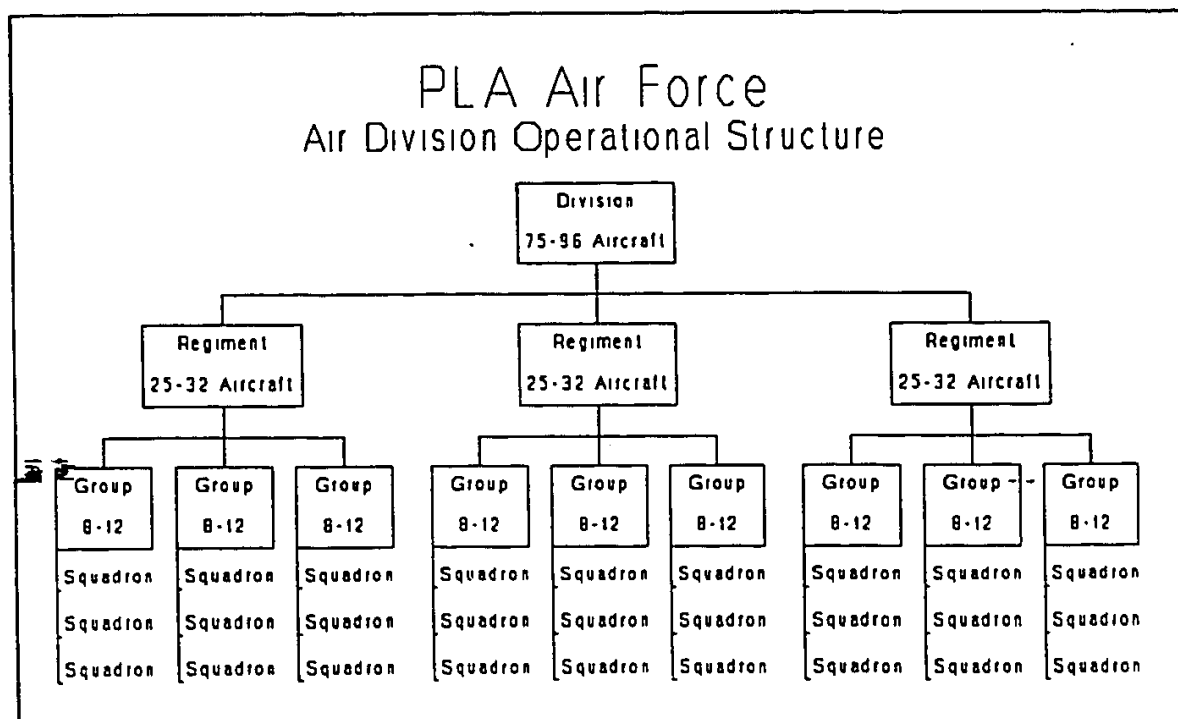 PLA Air Force
Air Division Operational Structure
Division
75-96 Aircraft
Regiment Regiment Regiment
25-32 Aircraft 25-32 Aircraft 25-32 Aircraft
Group Group Group Group Group Group Group Group Group
8-12 8-12 8-12 8-12 8-12 8-12 8-12 8-12 8-12
Squadron Squadron Squadron Squadron Squadron Squadron Squadron Squadron Squadron
Squadron Squadron Squadron Squadron Squadron Squadron Squadron Squadron Squadron
Squadron Squadron Squadron Squadron Squadron Squadron Squadron Squadron Squadron